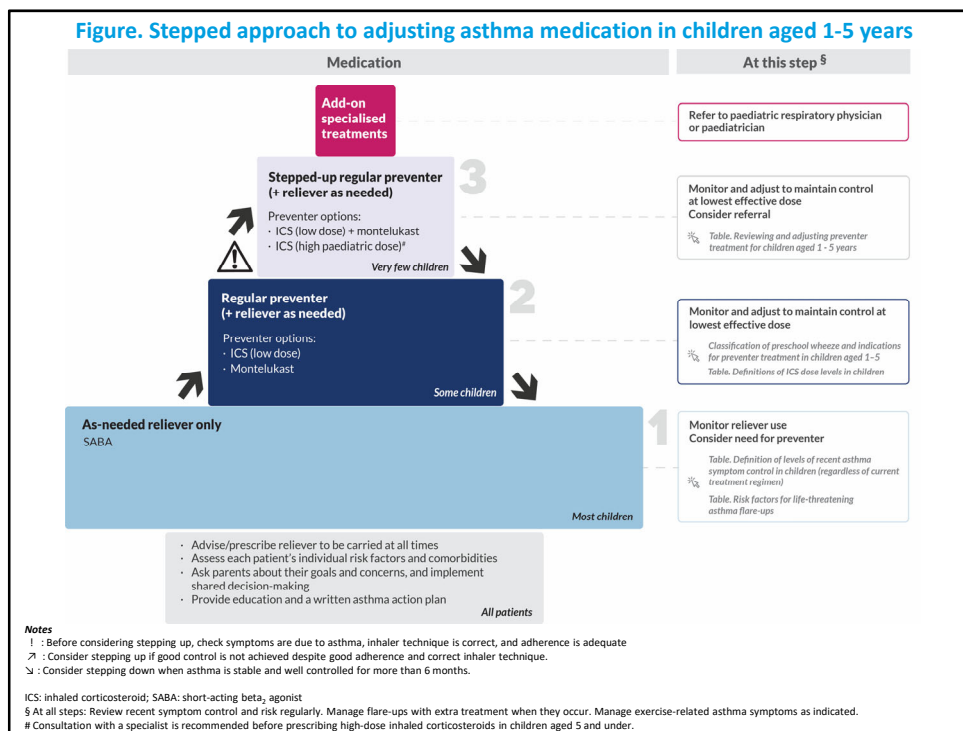 Figure. Stepped approach to adjusting asthma medication in children aged 1-5 years
Medication
At this step §
Add-on
specialised
treatments
Refer to paediatric respiratory physician
or paediatrician
3
Stepped-up regular preventer
(+ reliever as needed)
Preventer options:
· ICS (low dose) + montelukast
· ICS (high paediatric dose)#
Very few children
Monitor and adjust to maintain control
at lowest effective dose
Consider referral
Table. Reviewing and adjusting preventer
treatment for children aged 1 - 5 years
!
2
Regular preventer
(+ reliever as needed)
Preventer options:
· ICS (low dose)
· Montelukast
Some children
Monitor and adjust to maintain control at
lowest effective dose
Classification of preschool wheeze and indications
for preventer treatment in children aged 1–5
Table. Definitions of ICS dose levels in children
1
As-needed reliever only
SABA
Most children
Monitor reliever use
Consider need for preventer
Table. Definition of levels of recent asthma
symptom control in children (regardless of current
treatment regimen)
Table. Risk factors for life-threatening
asthma flare-ups
· Advise/prescribe reliever to be carried at all times
· Assess each patient's individual risk factors and comorbidities
· Ask parents about their goals and concerns, and implement
shared decision-making
· Provide education and a written asthma action plan
All patients
Notes
! : Before considering stepping up, check symptoms are due to asthma, inhaler technique is correct, and adherence is adequate
↗ : Consider stepping up if good control is not achieved despite good adherence and correct inhaler technique.
↘ : Consider stepping down when asthma is stable and well controlled for more than 6 months.
ICS: inhaled corticosteroid; SABA: short-acting beta₂ agonist
§ At all steps: Review recent symptom control and risk regularly. Manage flare-ups with extra treatment when they occur. Manage exercise-related asthma symptoms as indicated.
# Consultation with a specialist is recommended before prescribing high-dose inhaled corticosteroids in children aged 5 and under.